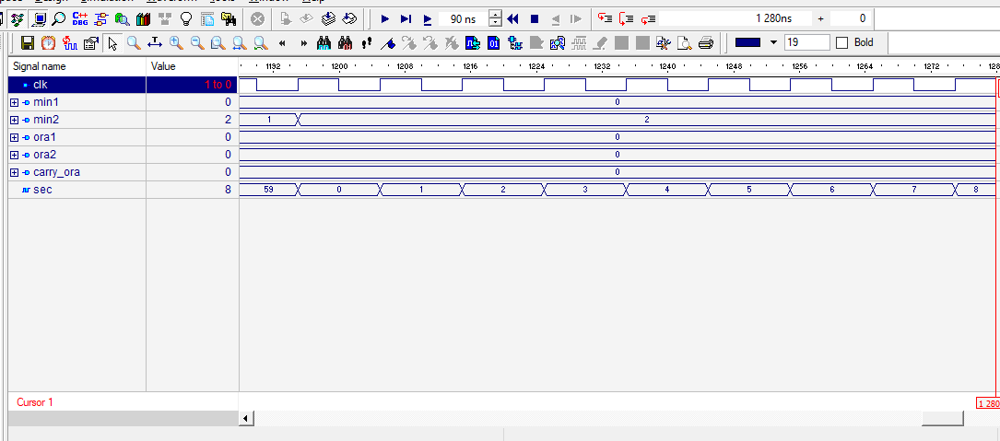 Design Simulation Waveform Tools Window Help
C++ DBG 90 ns 1 280ns + 0
19 Bold
Signal name Value 1192 1200 1208 1216 1224 1232 1240 1248 1256 1264 1272
clk 1 to 0
min1 0 0
min2 2 1 2
ora1 0 0
ora2 0 0
carry_ora 0 0
sec 8 59 0 1 2 3 4 5 6 7 8
Cursor 1 1 280